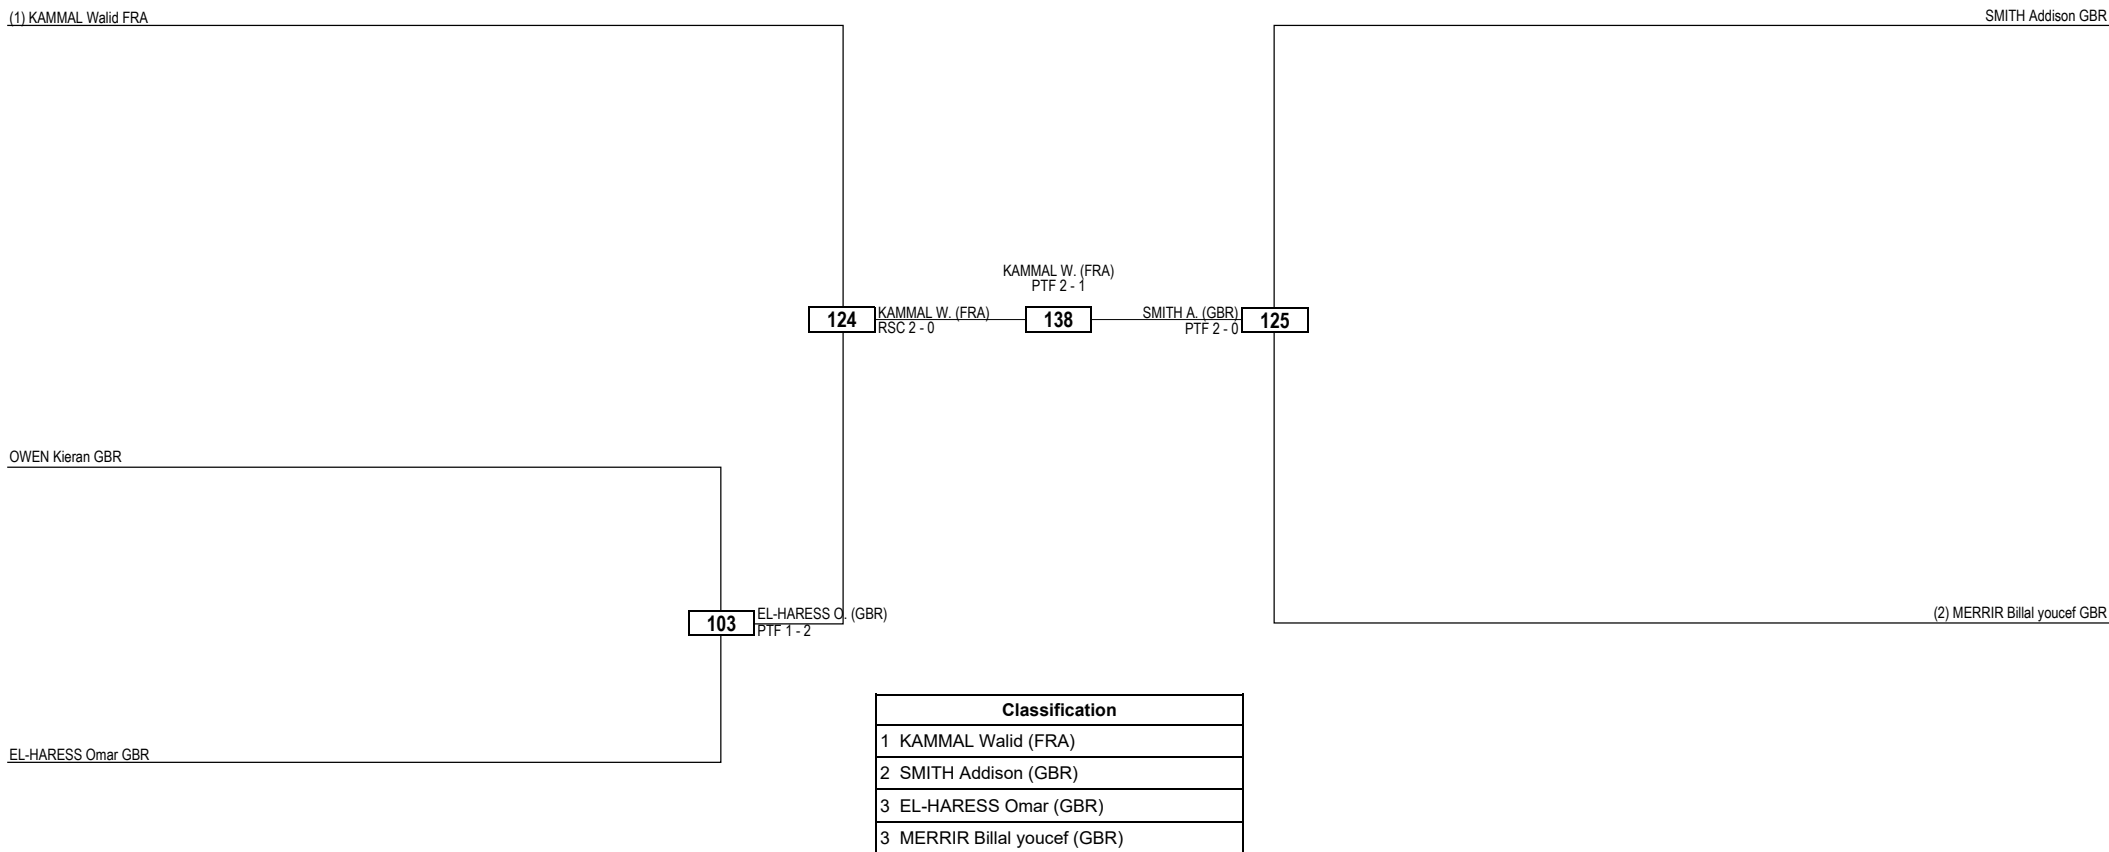 (1) KAMMAL Walid FRA
SMITH Addison GBR
KAMMAL W. (FRA)
PTF 2 - 1
124
KAMMAL W. (FRA)
RSC 2 - 0
138
SMITH A. (GBR)
PTF 2 - 0
125
OWEN Kieran GBR
103
EL-HARESS O. (GBR)
PTF 1 - 2
(2) MERRIR Billal youcef GBR
EL-HARESS Omar GBR
Classification
1 KAMMAL Walid (FRA)
2 SMITH Addison (GBR)
3 EL-HARESS Omar (GBR)
3 MERRIR Billal youcef (GBR)